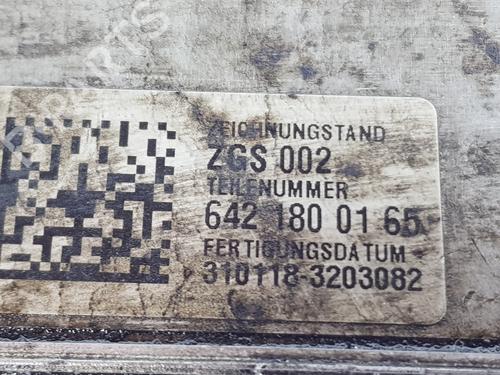 ZEICHNUNGSTAND
ZGS 002
TEILENUMMER
642 180 01 65
FERTIGUNGSDATUM
310118-3203082